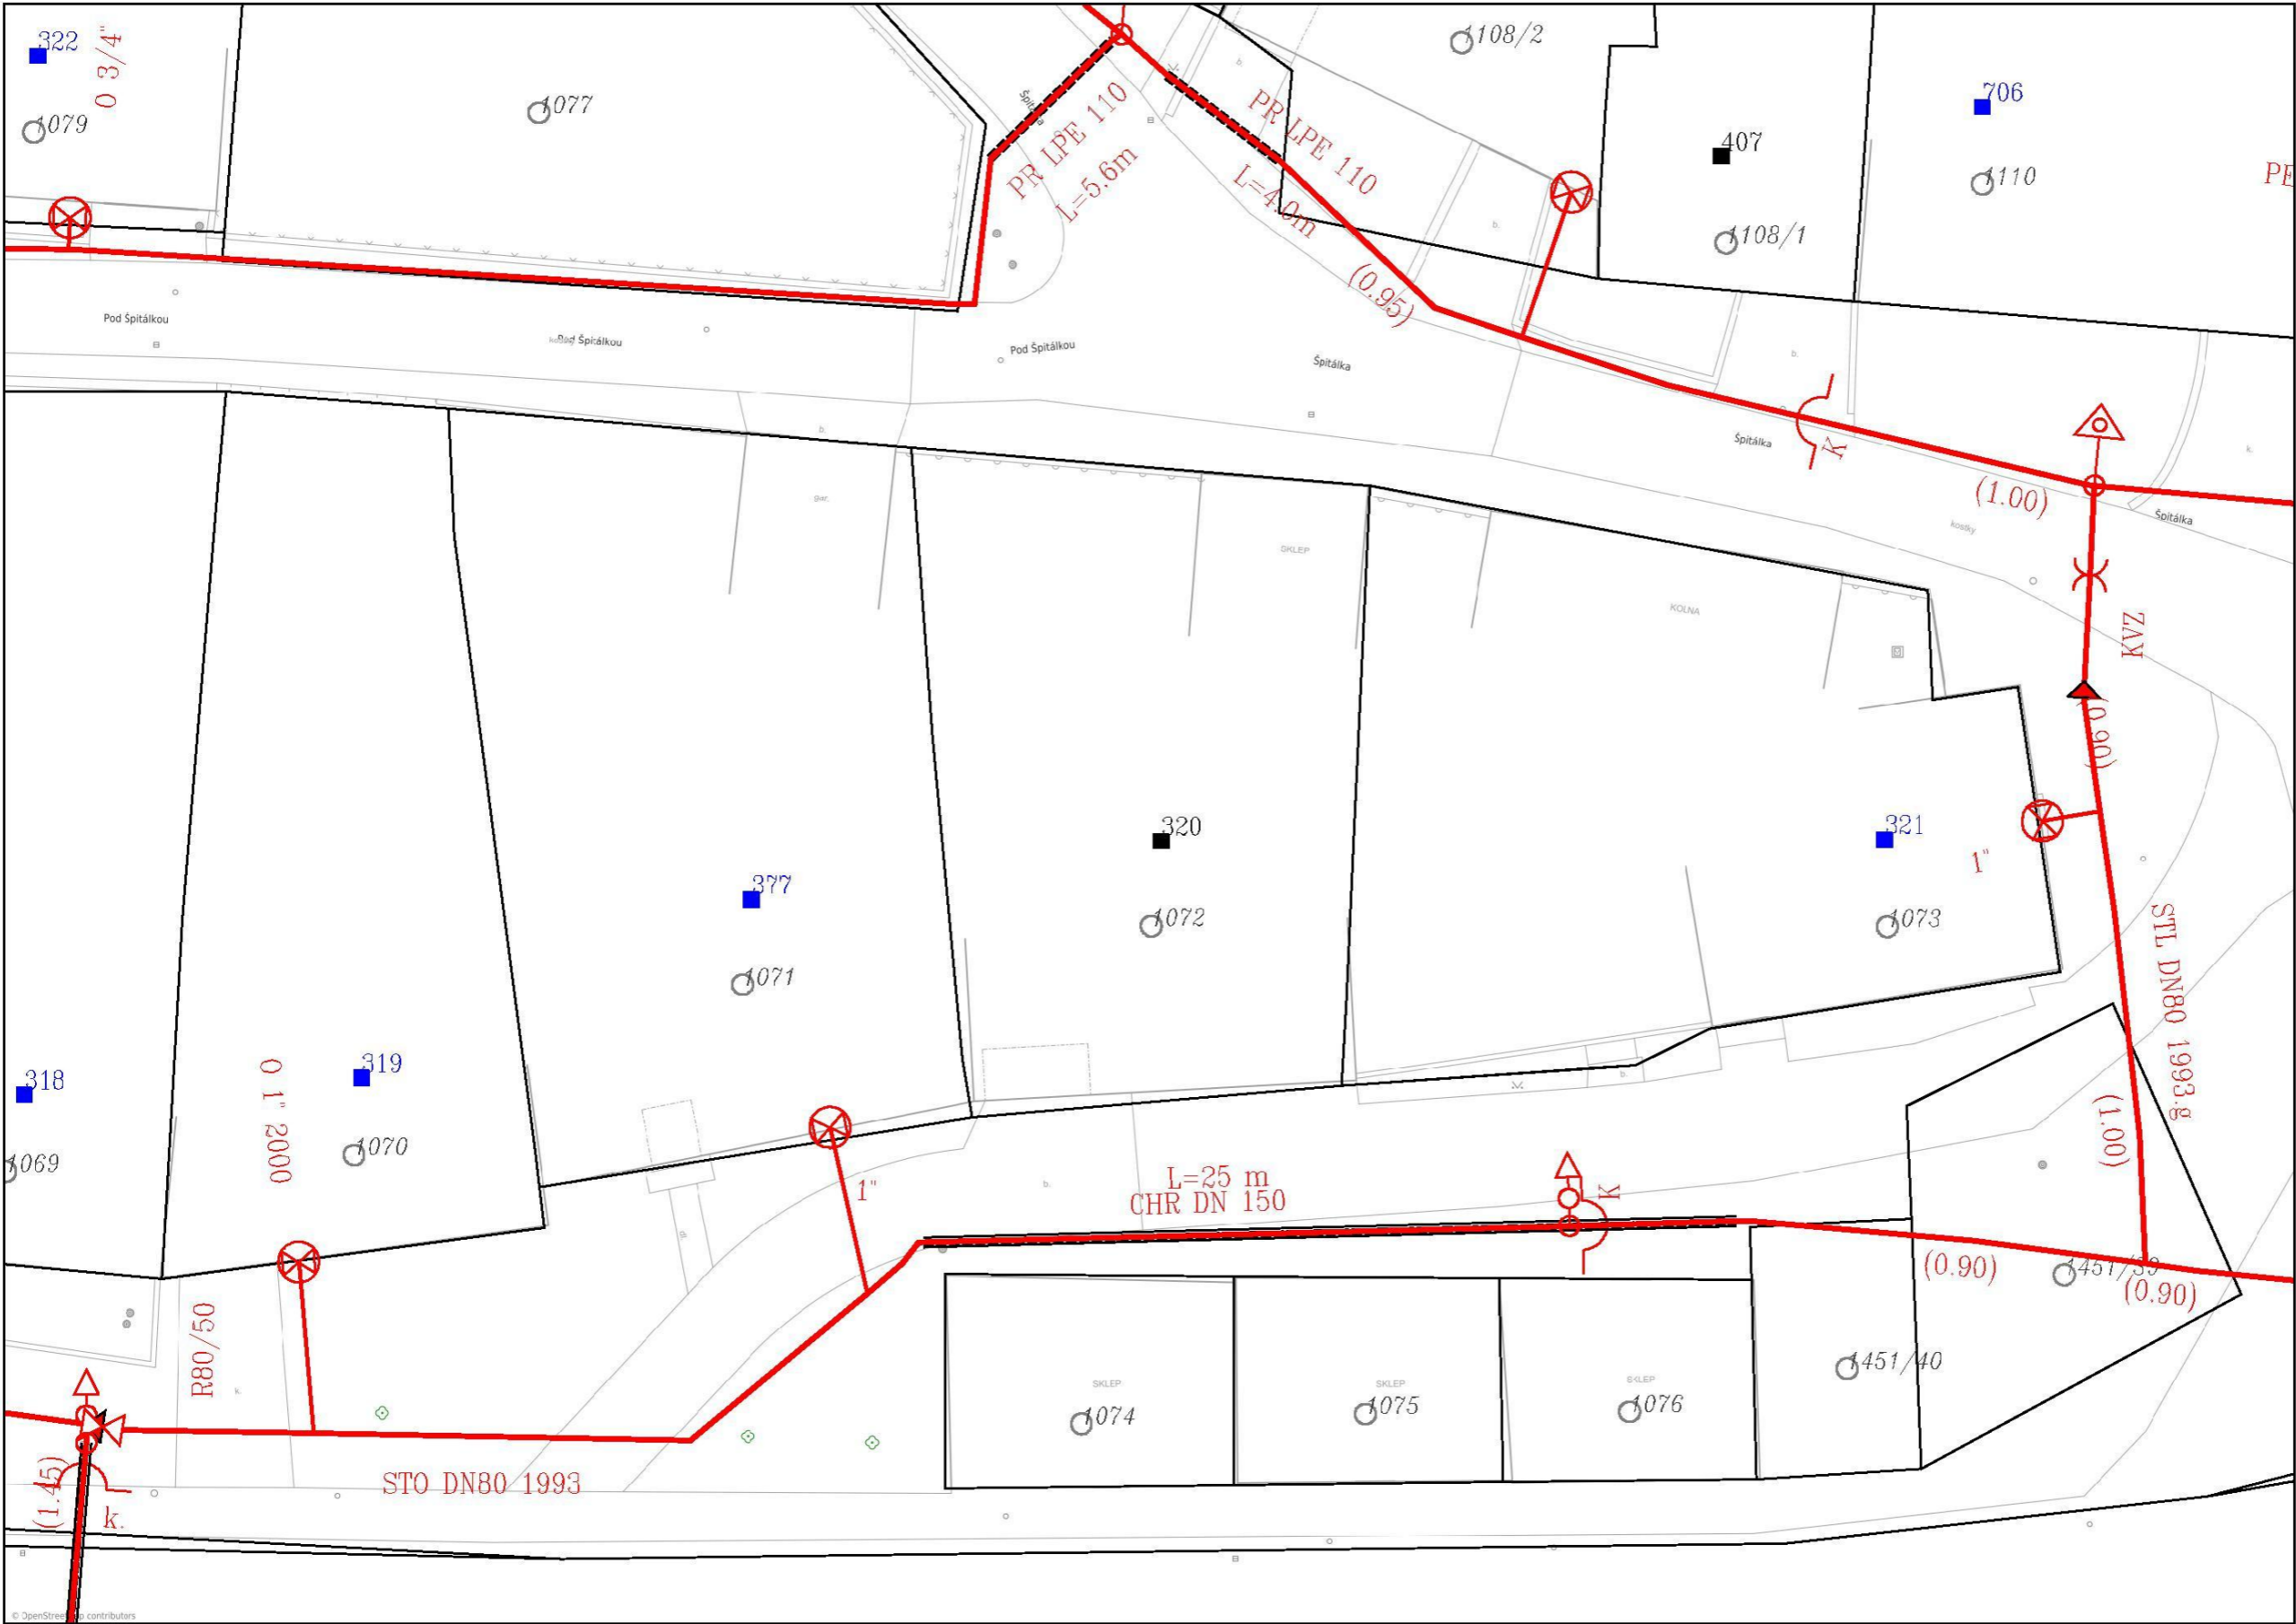 322
0 3/4"
1079
1077
1108/2
706
407
1110
1108/1
PR LPE 110
L=5.6m
PR LPE 110
L=4.0m
(0.95)
Pod Špitálkou
Pod Špitálkou
Pod Špitálkou
Špitálka
Špitálka
Špitálka
b.
b.
b.
b.
k.
gar.
SKLEP
KOLNA
kostky
K
(1.00)
KVZ
(0.90)
320
321
1"
377
1072
1073
1071
STL DN80 1993.g
(1.00)
318
319
0 1" 2000
1069
1070
1"
b.
b.
L=25 m
CHR DN 150
K
(0.90)
(0.90)
R80/50
k.
1451/40
SKLEP
SKLEP
SKLEP
1074
1075
1076
STO DN80 1993
(1.45)
k.